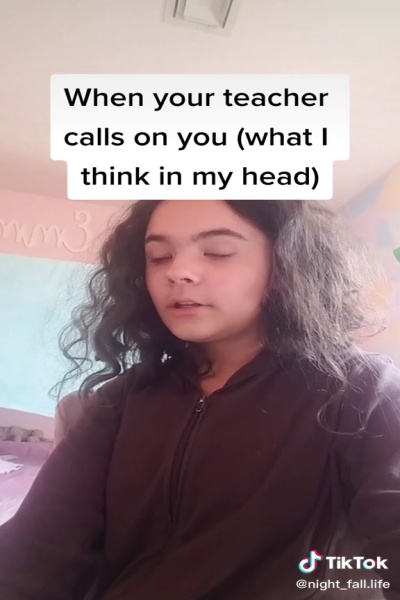 When your teacher
calls on you (what I
think in my head)
TikTok
@night_fall.life